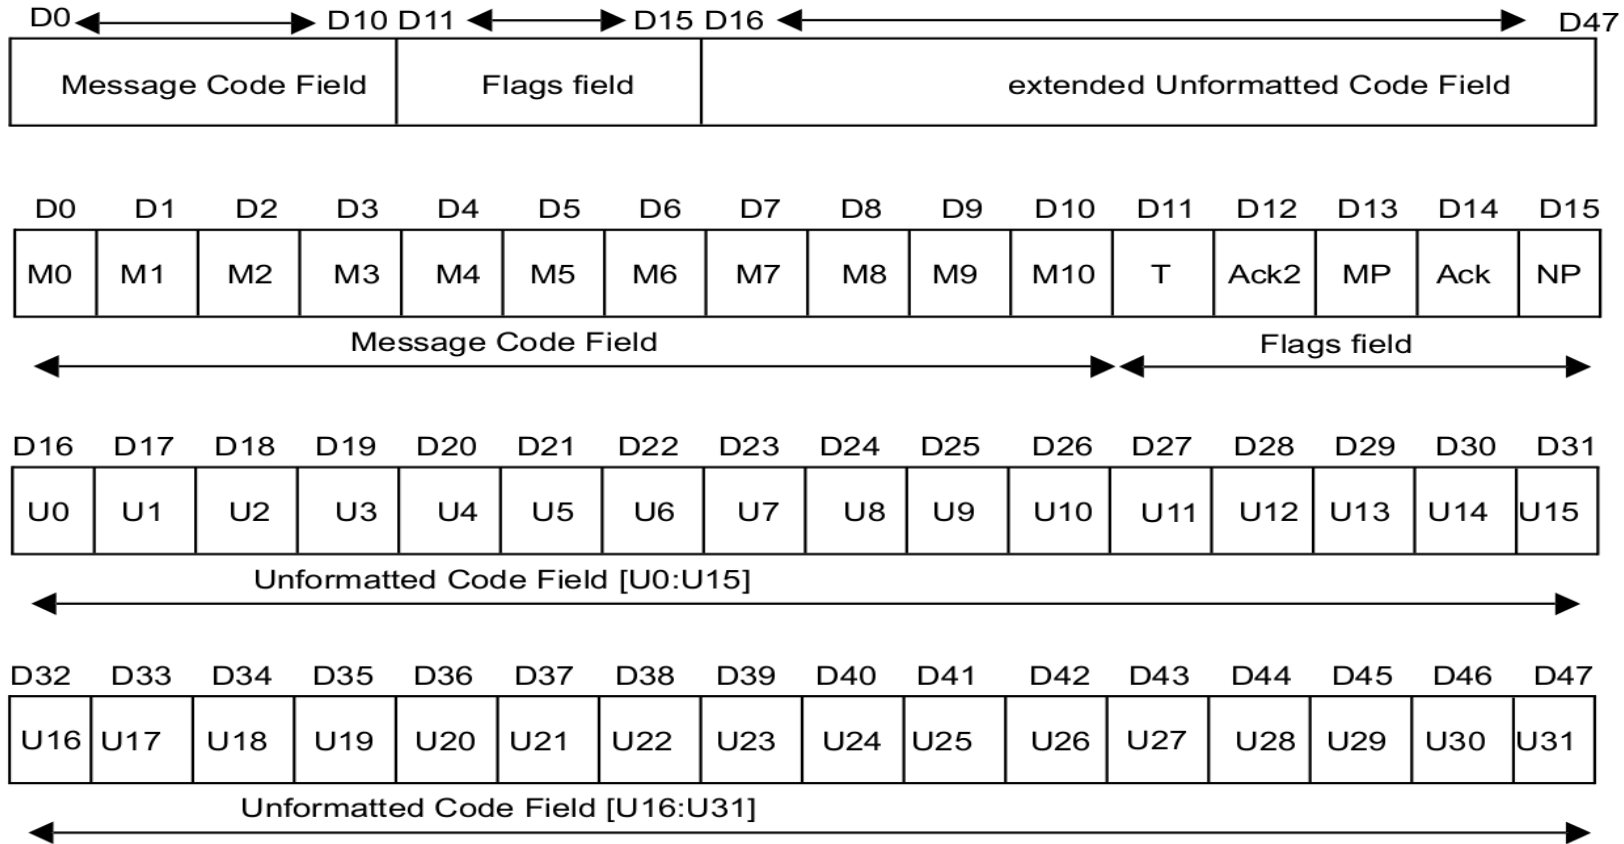 D0 D10 D11 D15 D16 D47
Message Code Field Flags field extended Unformatted Code Field
D0 D1 D2 D3 D4 D5 D6 D7 D8 D9 D10 D11 D12 D13 D14 D15
M0 M1 M2 M3 M4 M5 M6 M7 M8 M9 M10 T Ack2 MP Ack NP
Message Code Field Flags field
D16 D17 D18 D19 D20 D21 D22 D23 D24 D25 D26 D27 D28 D29 D30 D31
U0 U1 U2 U3 U4 U5 U6 U7 U8 U9 U10 U11 U12 U13 U14 U15
Unformatted Code Field [U0:U15]
D32 D33 D34 D35 D36 D37 D38 D39 D40 D41 D42 D43 D44 D45 D46 D47
U16 U17 U18 U19 U20 U21 U22 U23 U24 U25 U26 U27 U28 U29 U30 U31
Unformatted Code Field [U16:U31]